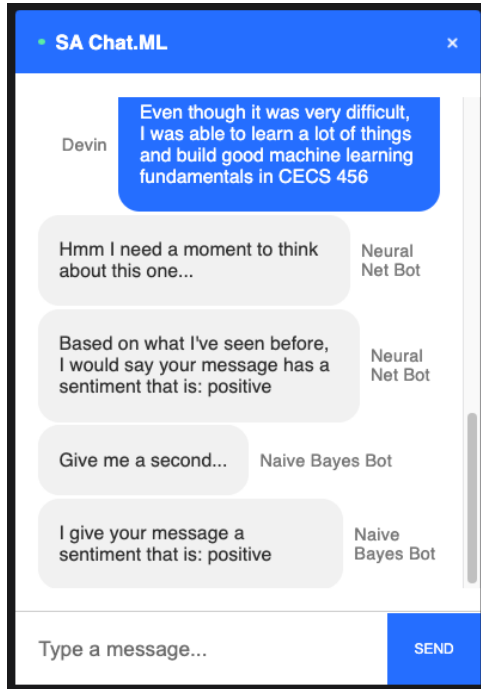 SA Chat.ML
×
Even though it was very difficult,
I was able to learn a lot of things
and build good machine learning
fundamentals in CECS 456
Devin
Hmm I need a moment to think
about this one...
Neural
Net Bot
Based on what I've seen before,
I would say your message has a
sentiment that is: positive
Neural
Net Bot
Give me a second...
Naive Bayes Bot
I give your message a
sentiment that is: positive
Naive
Bayes Bot
Type a message...
SEND